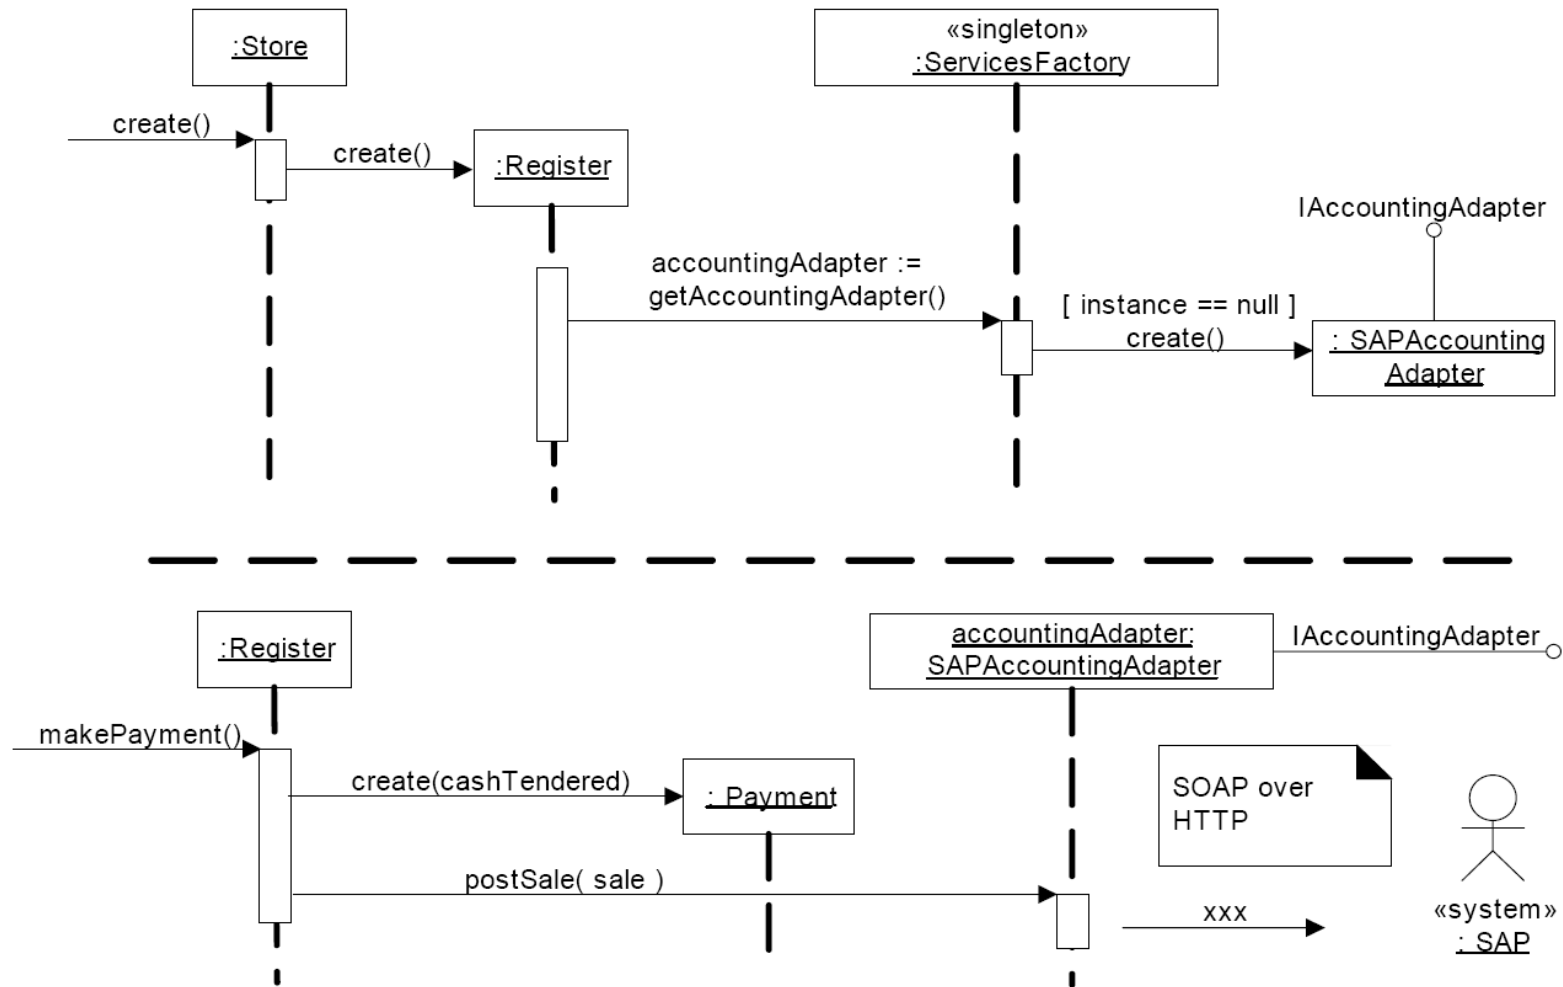 :Store
«singleton»
:ServicesFactory
create()
create()
:Register
IAccountingAdapter
accountingAdapter :=
getAccountingAdapter()
[ instance == null ]
create()
: SAPAccounting
Adapter
:Register
accountingAdapter:
SAPAccountingAdapter
IAccountingAdapter
makePayment()
create(cashTendered)
: Payment
SOAP over
HTTP
postSale( sale )
xxx
«system»
: SAP